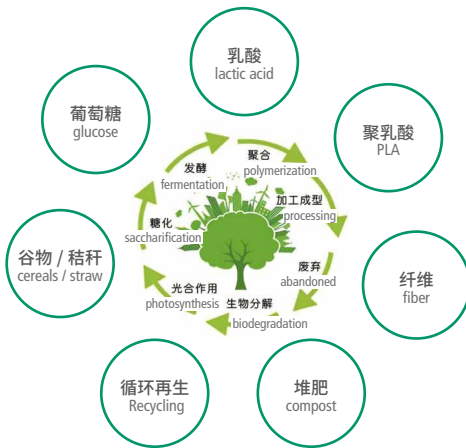 乳酸
lactic acid
葡萄糖
glucose
聚乳酸
PLA
发酵
fermentation
聚合
polymerization
加工成型
processing
糖化
saccharification
谷物 / 秸秆
cereals / straw
废弃
abandoned
纤维
fiber
光合作用
photosynthesis
生物分解
biodegradation
循环再生
Recycling
堆肥
compost